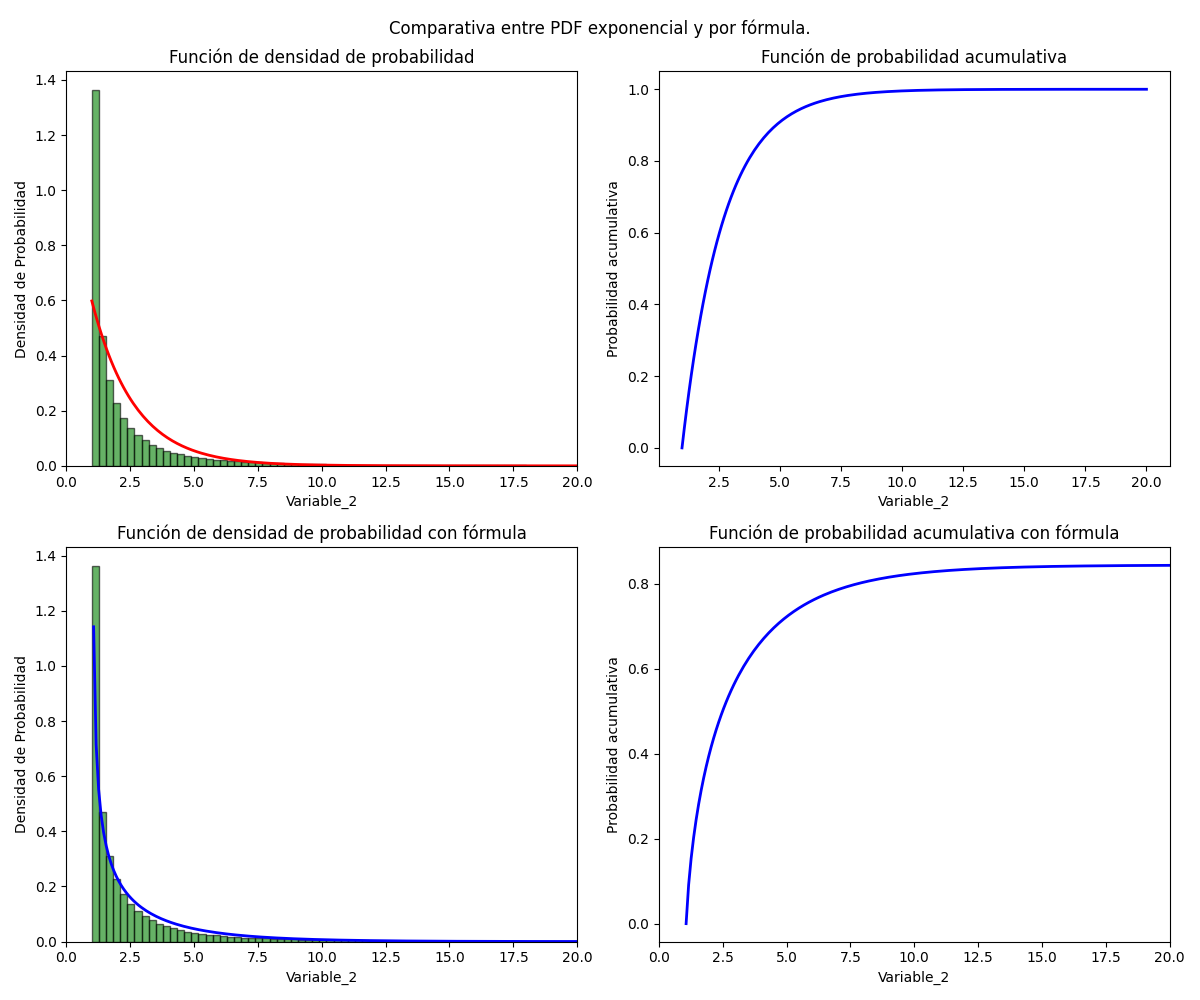 Comparativa entre PDF exponencial y por fórmula.
Función de densidad de probabilidad
Densidad de Probabilidad
1.4
1.2
1.0
0.8
0.6
0.4
0.2
0.0
0.0 2.5 5.0 7.5 10.0 12.5 15.0 17.5 20.0
Variable_2
Función de probabilidad acumulativa
Probabilidad acumulativa
1.0
0.8
0.6
0.4
0.2
0.0
2.5 5.0 7.5 10.0 12.5 15.0 17.5 20.0
Variable_2
Función de densidad de probabilidad con fórmula
Densidad de Probabilidad
1.4
1.2
1.0
0.8
0.6
0.4
0.2
0.0
0.0 2.5 5.0 7.5 10.0 12.5 15.0 17.5 20.0
Variable_2
Función de probabilidad acumulativa con fórmula
Probabilidad acumulativa
0.8
0.6
0.4
0.2
0.0
0.0 2.5 5.0 7.5 10.0 12.5 15.0 17.5 20.0
Variable_2